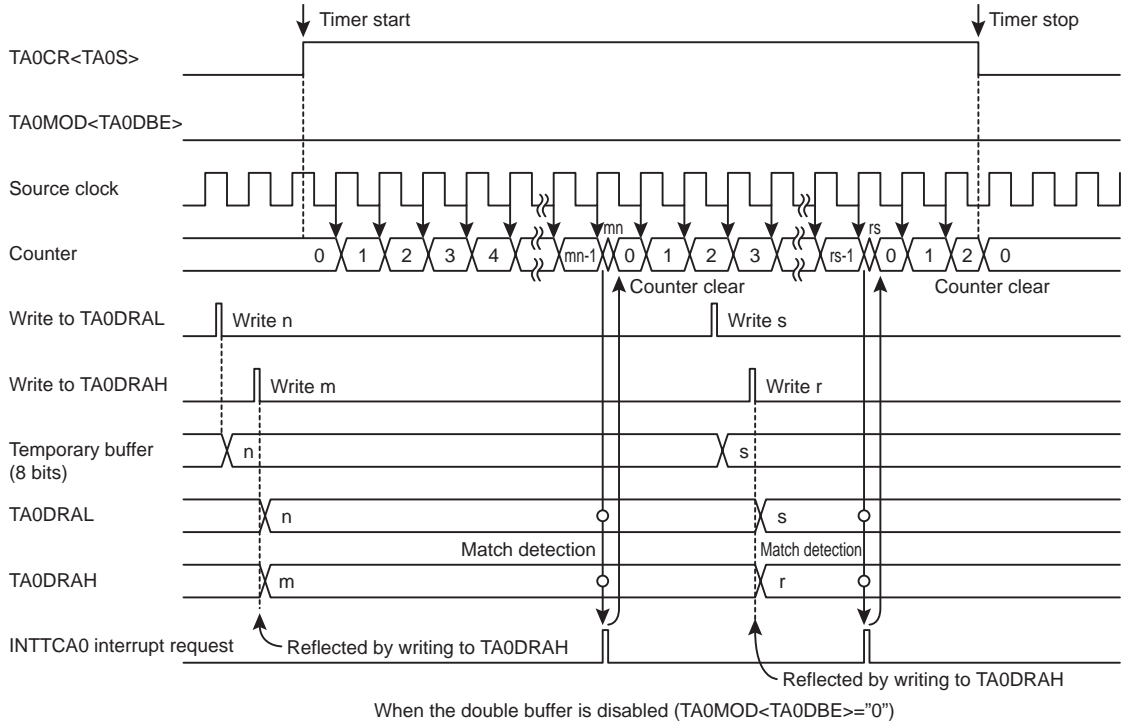 Timer start
Timer stop
TA0CR<TA0S>
TA0MOD<TA0DBE>
Source clock
mn
rs
Counter
0 1 2 3 4 mn-1 0 1 2 3 rs-1 0 1 2 0
Counter clear
Counter clear
Write to TA0DRAL
Write n
Write s
Write to TA0DRAH
Write m
Write r
Temporary buffer
(8 bits)
n
s
TA0DRAL
n
s
Match detection
Match detection
TA0DRAH
m
r
INTTCA0 interrupt request
Reflected by writing to TA0DRAH
Reflected by writing to TA0DRAH
When the double buffer is disabled (TA0MOD<TA0DBE>="0")